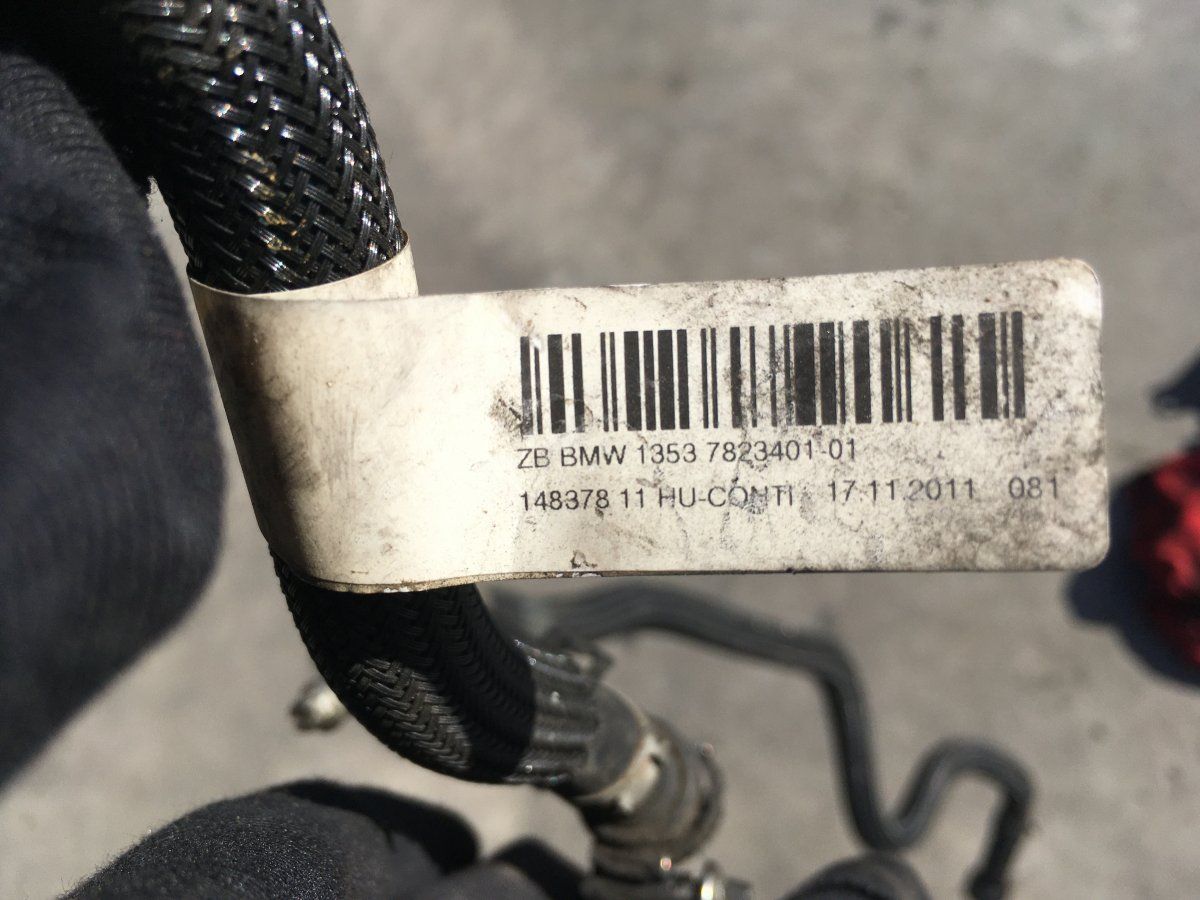 ZB BMW 1353 7823401-01
148378 11 HU-CONTI 17.11.2011 081